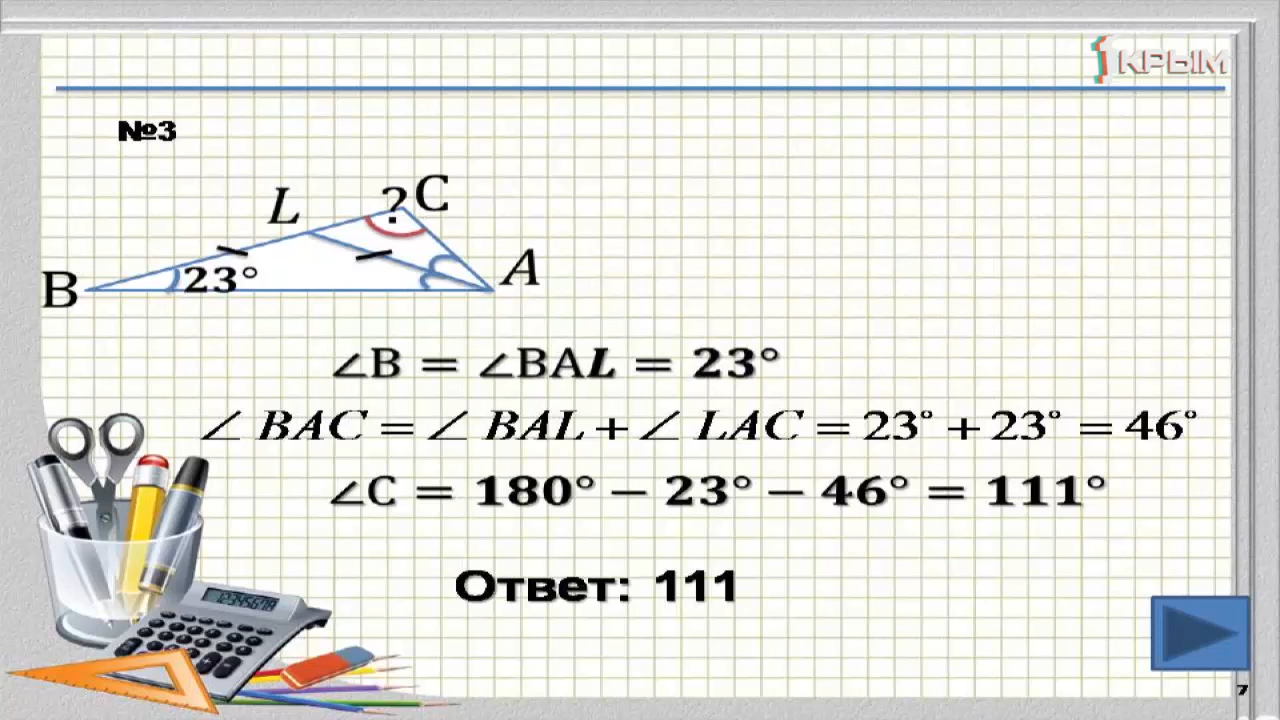 КРЫМ
№3
L
?
C
B
23°
A
∠B = ∠BAL = 23°
∠ BAC = ∠ BAL + ∠ LAC = 23° + 23° = 46°
∠C = 180° − 23° − 46° = 111°
Ответ: 111
7